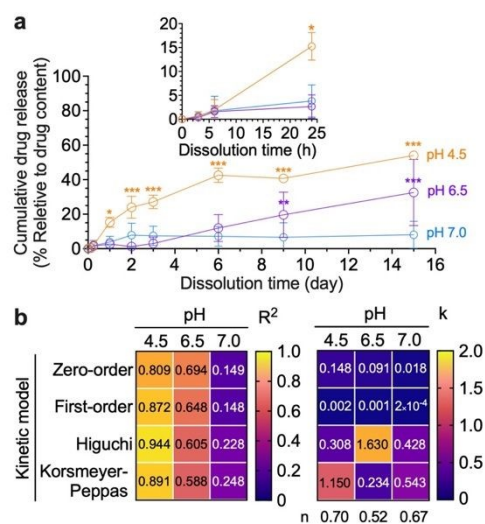 a
Cumulative drug release
(% Reletive to drug content)
100
80
60
40
20
0
0 2 4 6 8 10 12 14 16
Dissolution time (day)
20
15
10
5
0
0 5 10 15 20 25
Dissolution time (h)
*
* *** *** *** *** ***
** ***
pH 4.5
pH 6.5
pH 7.0
b
pH R² pH k
4.5 6.5 7.0 4.5 6.5 7.0
Kinetic model
Zero-order 0.809 0.694 0.149 0.148 0.091 0.018
First-order 0.872 0.648 0.148 0.002 0.001 2×10⁻⁴
Higuchi 0.944 0.605 0.228 0.308 1.630 0.428
Korsmeyer-
Peppas 0.891 0.588 0.248 1.150 0.234 0.543
1.0
0.8
0.6
0.4
0.2
0
2.0
1.5
1.0
0.5
0
n 0.70 0.52 0.67